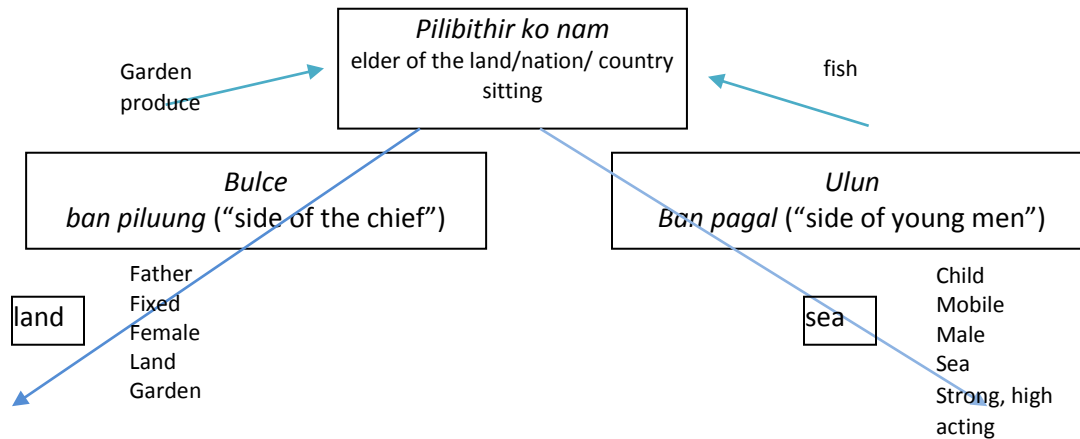 Pilibithir ko nam
elder of the land/nation/ country
sitting
Garden
produce
fish
Bulce
ban piluung (“side of the chief”)
Ulun
Ban pagal (“side of young men”)
land
Father
Fixed
Female
Land
Garden
sea
Child
Mobile
Male
Sea
Strong, high
acting